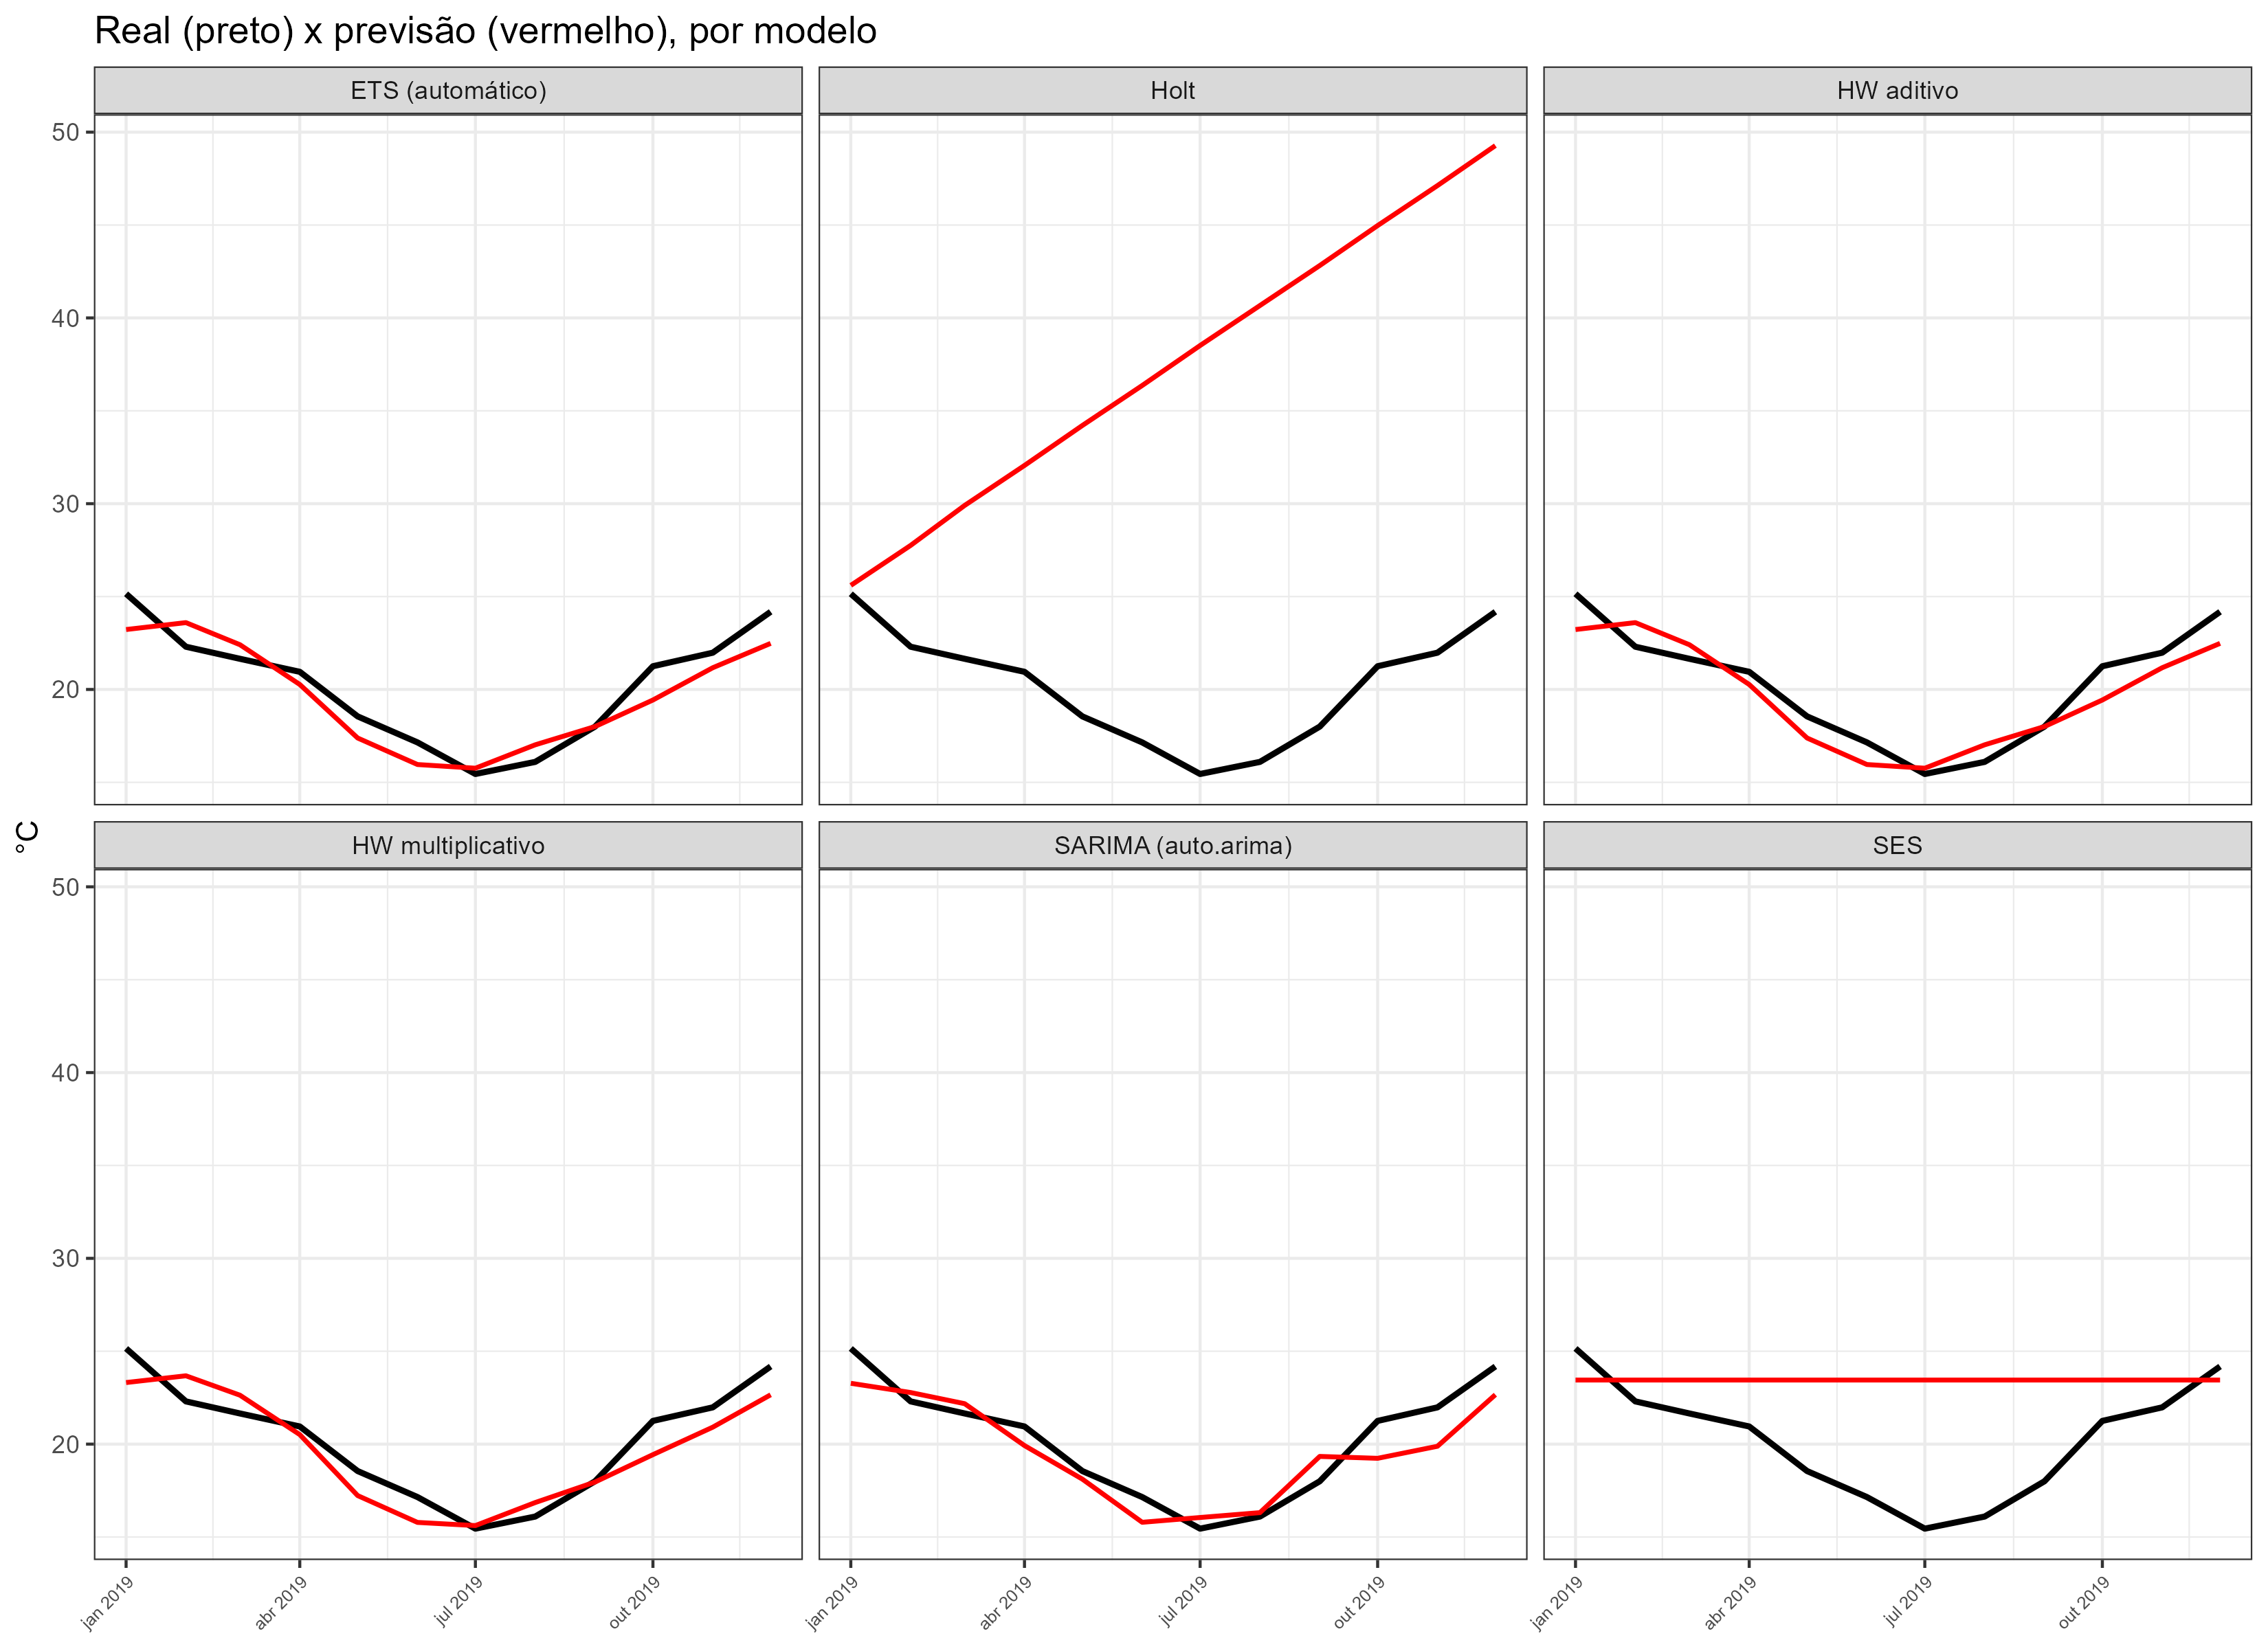 Real (preto) x previsão (vermelho), por modelo
ETS (automático)
Holt
HW aditivo
50
40
30
20
°C
HW multiplicativo
SARIMA (auto.arima)
SES
50
40
30
20
jan 2019
abr 2019
jul 2019
out 2019
jan 2019
abr 2019
jul 2019
out 2019
jan 2019
abr 2019
jul 2019
out 2019